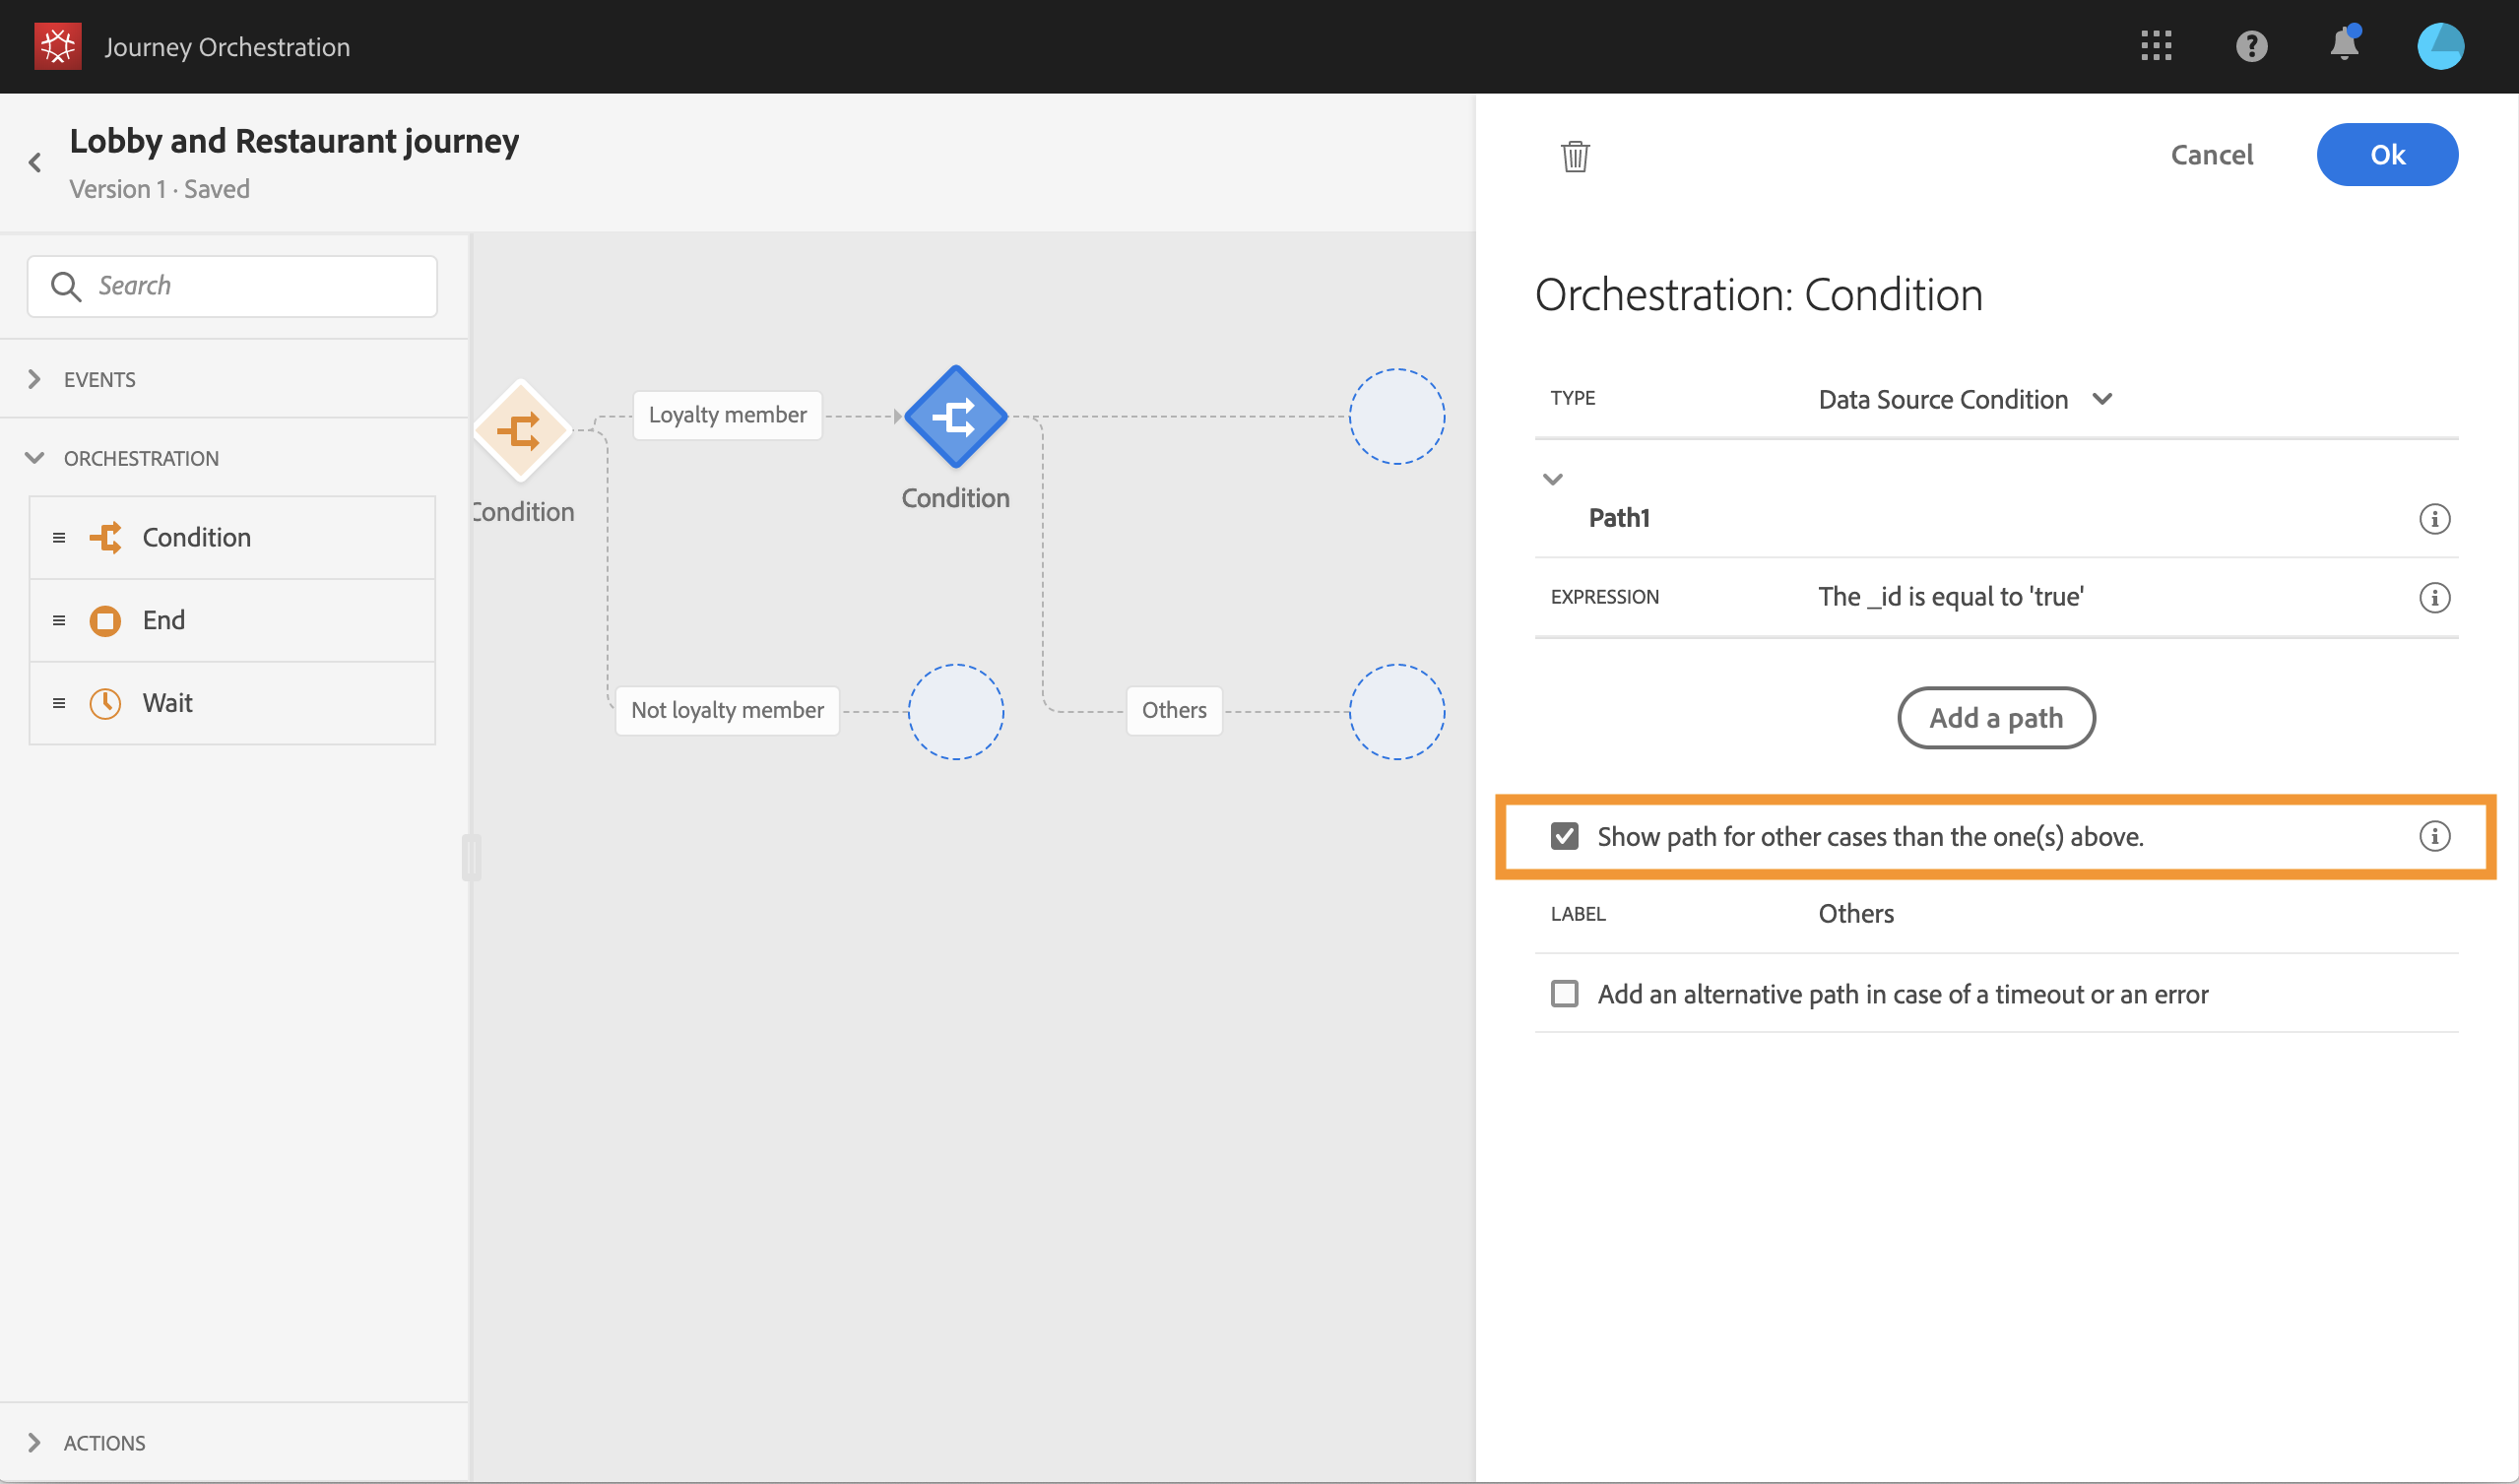 Journey Orchestration
Lobby and Restaurant journey
Version 1 · Saved
Cancel
Ok
Search
EVENTS
ORCHESTRATION
Condition
End
Wait
ACTIONS
Loyalty member
Condition
Condition
Not loyalty member
Others
Orchestration: Condition
TYPE Data Source Condition
Path1
EXPRESSION The _id is equal to 'true'
Add a path
Show path for other cases than the one(s) above.
LABEL Others
Add an alternative path in case of a timeout or an error